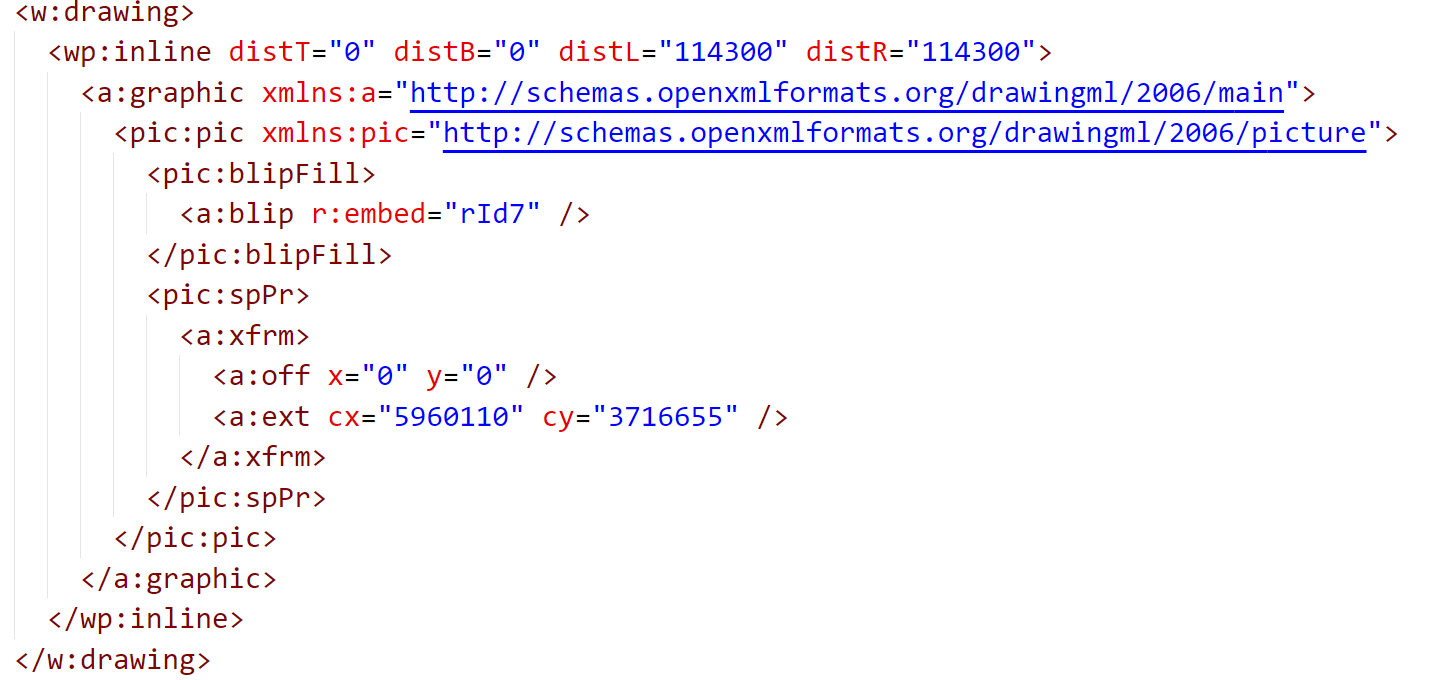 <w:drawing>
<wp:inline distT="0" distB="0" distL="114300" distR="114300">
<a:graphic xmlns:a="http://schemas.openxmlformats.org/drawingml/2006/main">
<pic:pic xmlns:pic="http://schemas.openxmlformats.org/drawingml/2006/picture">
<pic:blipFill>
<a:blip r:embed="rId7" />
</pic:blipFill>
<pic:spPr>
<a:xfrm>
<a:off x="0" y="0" />
<a:ext cx="5960110" cy="3716655" />
</a:xfrm>
</pic:spPr>
</pic:pic>
</a:graphic>
</wp:inline>
</w:drawing>